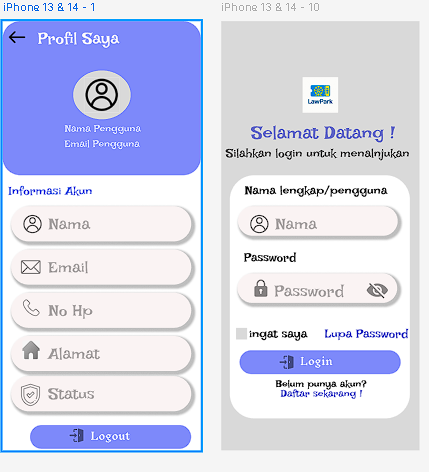 iPhone 13 & 14 - 1
Profil Saya
Nama Pengguna
Email Pengguna
Informasi Akun
Nama
Email
No Hp
Alamat
Status
Logout
iPhone 13 & 14 - 10
LawPark
Selamat Datang !
Silahkan login untuk menalnjukan
Nama lengkap/pengguna
Nama
Password
Password
ingat saya Lupa Password
Login
Belum punya akun?
Daftar sekarang !